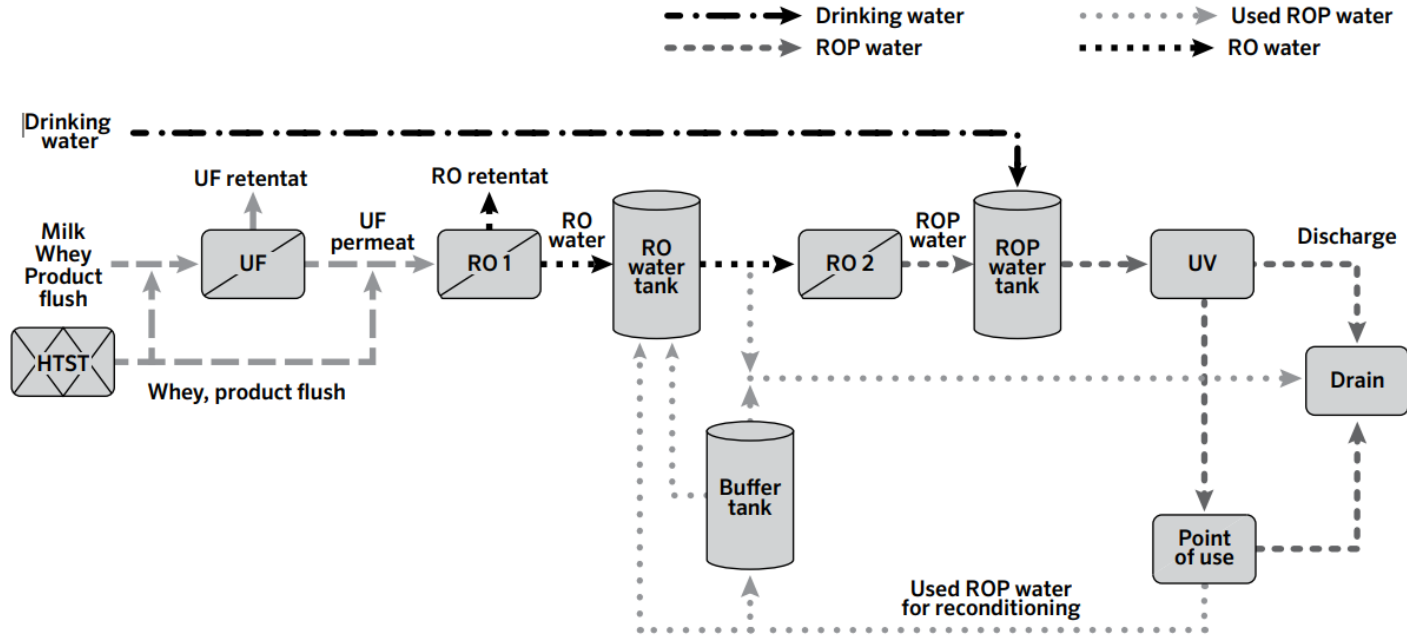 Drinking water
Used ROP water
ROP water
RO water
Drinking
water
UF retentat
RO retentat
Milk
Whey
Product
flush
UF
UF
permeat
RO 1
RO
water
RO
water
tank
RO 2
ROP
water
ROP
water
tank
UV
Discharge
HTST
Whey, product flush
Drain
Buffer
tank
Point
of use
Used ROP water
for reconditioning